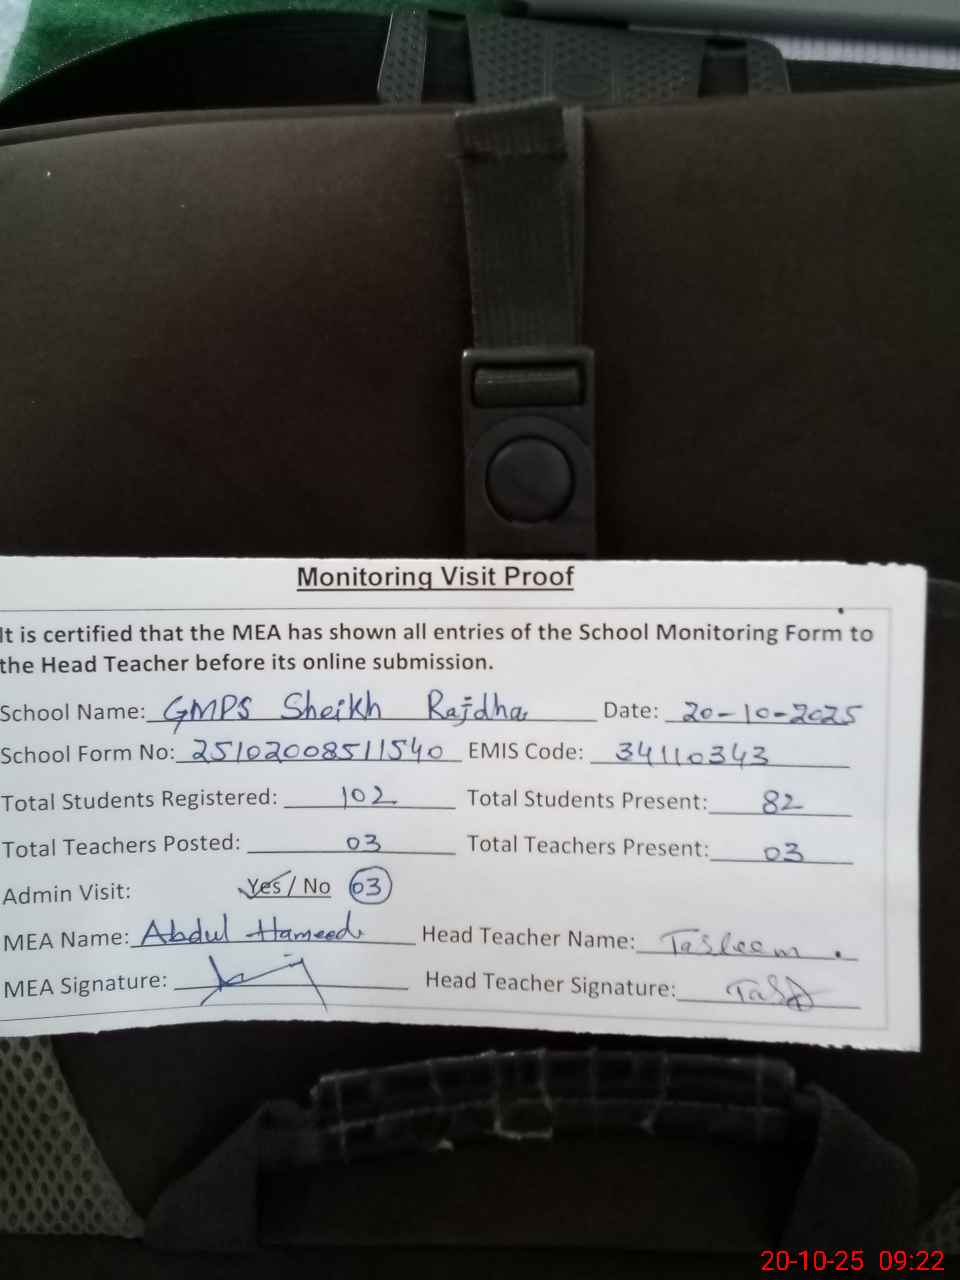 Monitoring Visit Proof
It is certified that the MEA has shown all entries of the School Monitoring Form to
the Head Teacher before its online submission.
School Name: GMPS Sheikh Rajdha Date: 20-10-2025
School Form No: 25102008511540 EMIS Code: 34110343
Total Students Registered: 102 Total Students Present: 82
Total Teachers Posted: 03 Total Teachers Present: 03
Admin Visit: Yes / No 03
MEA Name: Abdul Hameed Head Teacher Name: Tasleem .
MEA Signature: Head Teacher Signature:
20-10-25 09:22